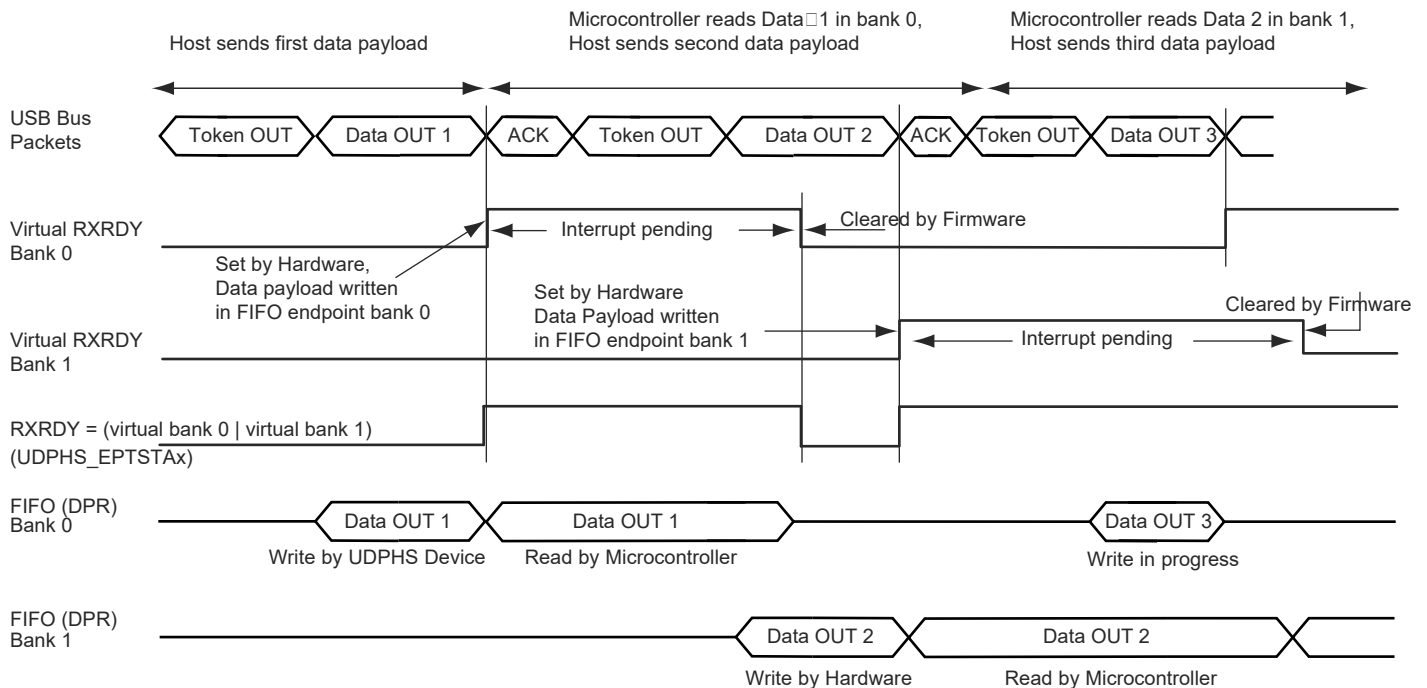 Host sends first data payload
Microcontroller reads Data□1 in bank 0,
Host sends second data payload
Microcontroller reads Data 2 in bank 1,
Host sends third data payload
USB Bus
Packets
Token OUT
Data OUT 1
ACK
Token OUT
Data OUT 2
ACK
Token OUT
Data OUT 3
Virtual RXRDY
Bank 0
Interrupt pending
Cleared by Firmware
Set by Hardware,
Data payload written
in FIFO endpoint bank 0
Set by Hardware
Data Payload written
in FIFO endpoint bank 1
Cleared by Firmware
Virtual RXRDY
Bank 1
Interrupt pending
RXRDY = (virtual bank 0 | virtual bank 1)
(UDPHS_EPTSTAx)
FIFO (DPR)
Bank 0
Data OUT 1
Data OUT 1
Data OUT 3
Write by UDPHS Device
Read by Microcontroller
Write in progress
FIFO (DPR)
Bank 1
Data OUT 2
Data OUT 2
Write by Hardware
Read by Microcontroller